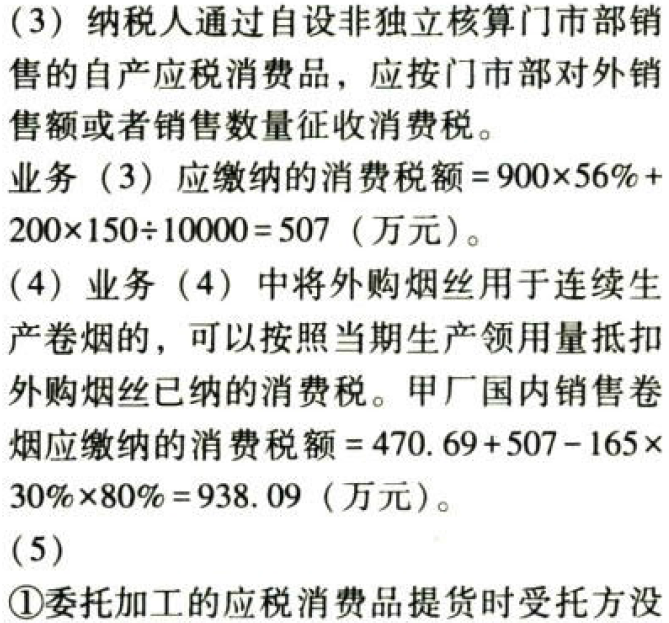 (3) 纳税人通过自设非独立核算门市部销
售的自产应税消费品，应按门市部对外销
售额或者销售数量征收消费税。
业务（3）应缴纳的消费税额=900×56%+
200×150÷10000=507（万元）。
(4) 业务（4）中将外购烟丝用于连续生
产卷烟的，可以按照当期生产领用量抵扣
外购烟丝已纳的消费税。甲厂国内销售卷
烟应缴纳的消费税额=470.69+507-165×
30%×80%=938.09（万元）。
(5)
①委托加工的应税消费品提货时受托方没